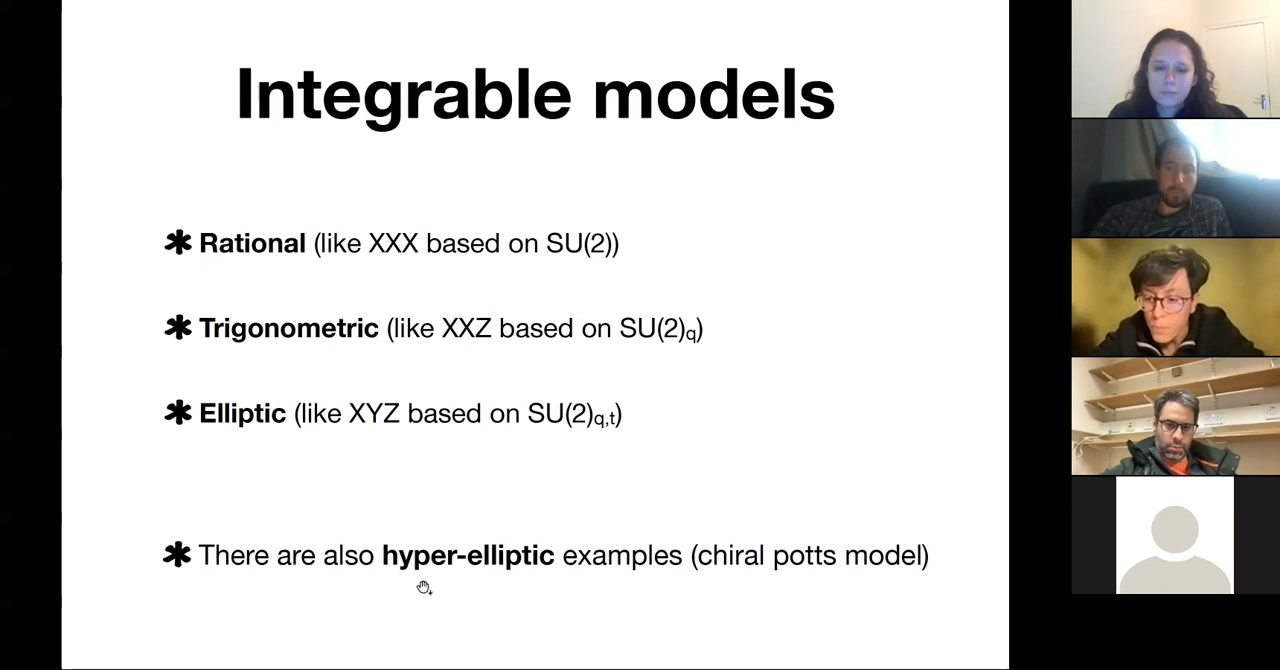 Integrable models
✱ Rational (like XXX based on SU(2))
✱ Trigonometric (like XXZ based on SU(2)q)
✱ Elliptic (like XYZ based on SU(2)q,t)
✱ There are also hyper-elliptic examples (chiral potts model)